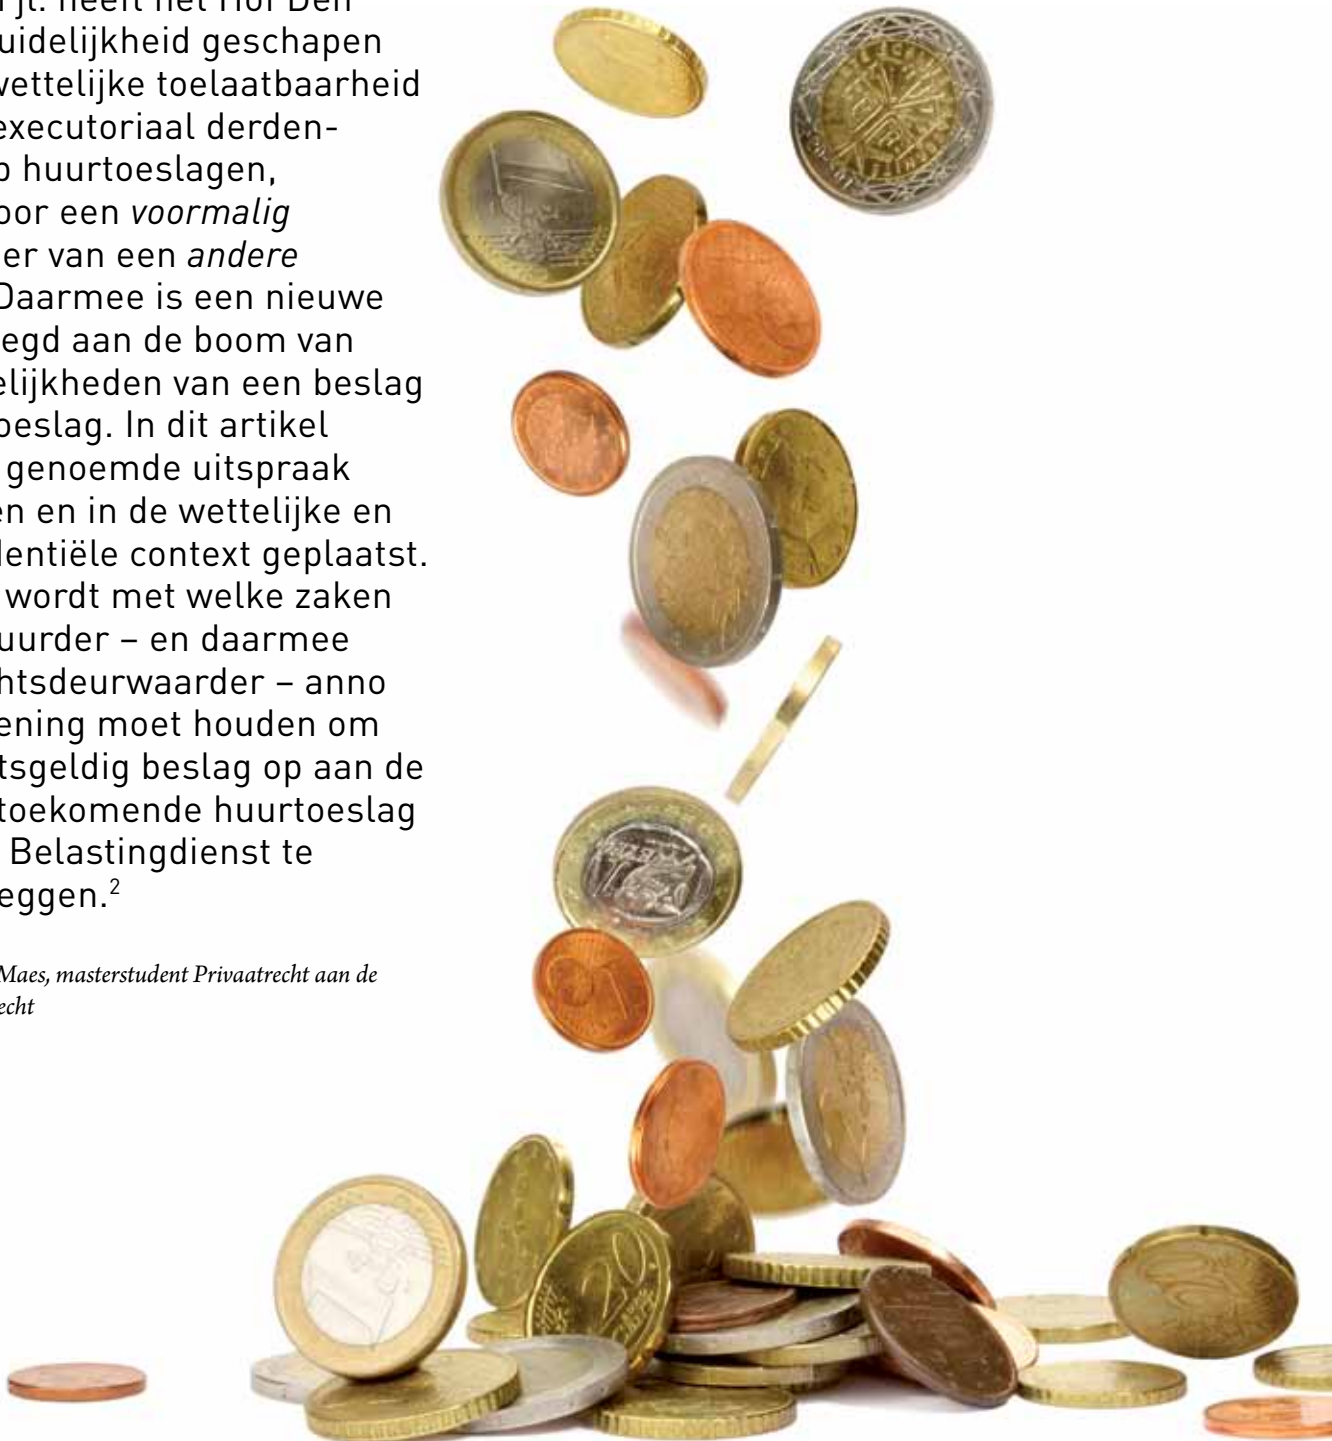 jl. heeft het Hof Den
uidelijkheid geschapen
wettelijke toelaatbaarheid
executoriaal derden-
p huurtoeslagen,
oor een voormalig
er van een andere
Daarmee is een nieuwe
egd aan de boom van
elijkheden van een beslag
oeslag. In dit artikel
genoemde uitspraak
en en in de wettelijke en
dentiële context geplaatst.
wordt met welke zaken
uurder – en daarmee
htsdeurwaarder – anno
ening moet houden om
tsgeldig beslag op aan de
toekomende huurtoeslag
Belastingdienst te
eggen.²
Maes, masterstudent Privaatrecht aan de
echt
20